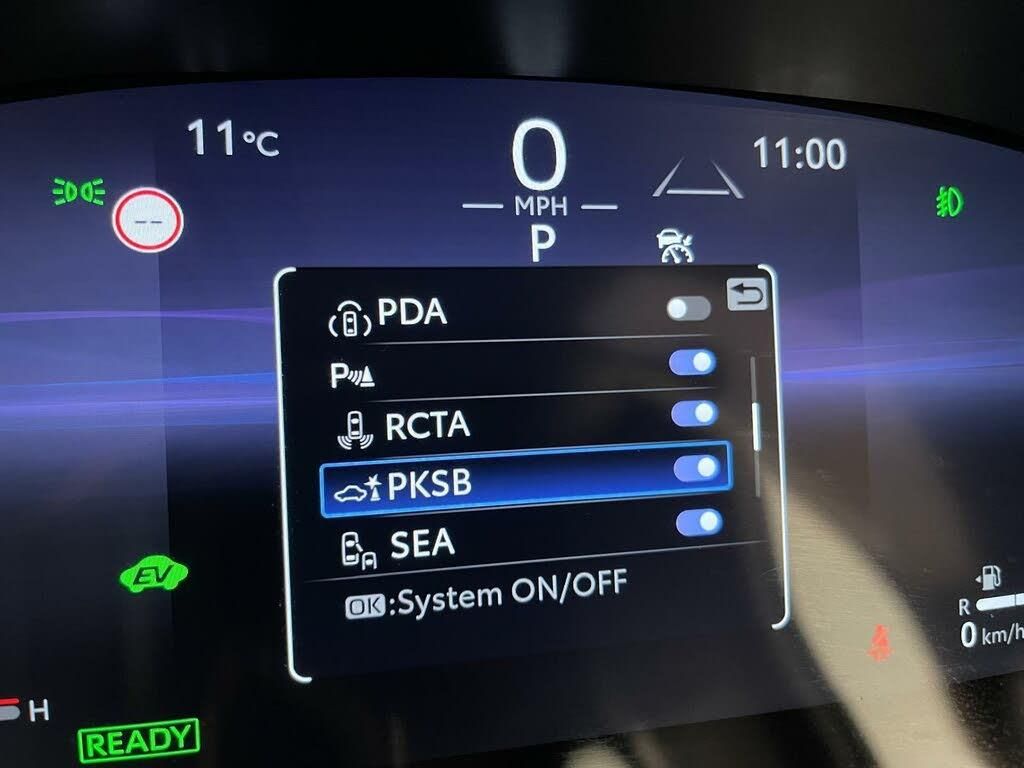 11°C
0
11:00
--
MPH
P
PDA
P
RCTA
PKSB
SEA
OK:System ON/OFF
EV
R
0 km/h
H
READY